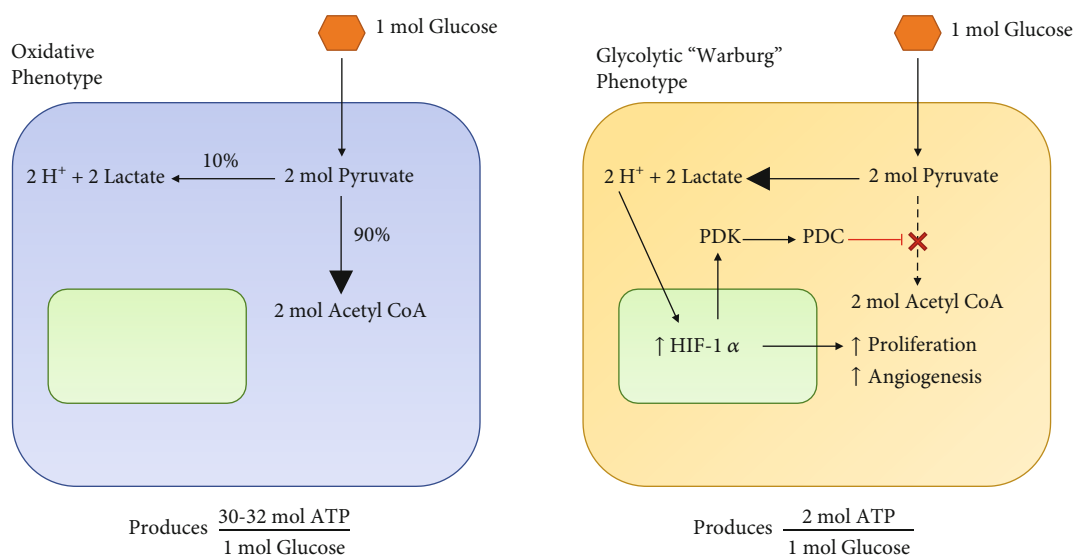 1 mol Glucose
Oxidative
Phenotype
10%
2 H⁺ + 2 Lactate
2 mol Pyruvate
90%
2 mol Acetyl CoA
Produces 30-32 mol ATP
1 mol Glucose
1 mol Glucose
Glycolytic “Warburg”
Phenotype
2 H⁺ + 2 Lactate
2 mol Pyruvate
PDK
PDC
2 mol Acetyl CoA
↑ HIF-1 α
↑ Proliferation
↑ Angiogenesis
Produces 2 mol ATP
1 mol Glucose